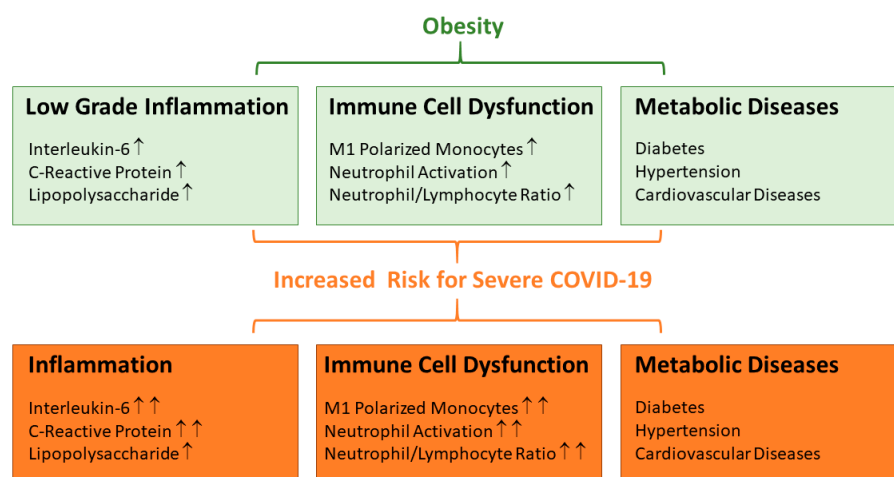 Obesity
Low Grade Inflammation
Interleukin-6 ↑
C-Reactive Protein ↑
Lipopolysaccharide ↑
Immune Cell Dysfunction
M1 Polarized Monocytes ↑
Neutrophil Activation ↑
Neutrophil/Lymphocyte Ratio ↑
Metabolic Diseases
Diabetes
Hypertension
Cardiovascular Diseases
Increased Risk for Severe COVID-19
Inflammation
Interleukin-6 ↑ ↑
C-Reactive Protein ↑ ↑
Lipopolysaccharide ↑
Immune Cell Dysfunction
M1 Polarized Monocytes ↑ ↑
Neutrophil Activation ↑ ↑
Neutrophil/Lymphocyte Ratio ↑ ↑
Metabolic Diseases
Diabetes
Hypertension
Cardiovascular Diseases